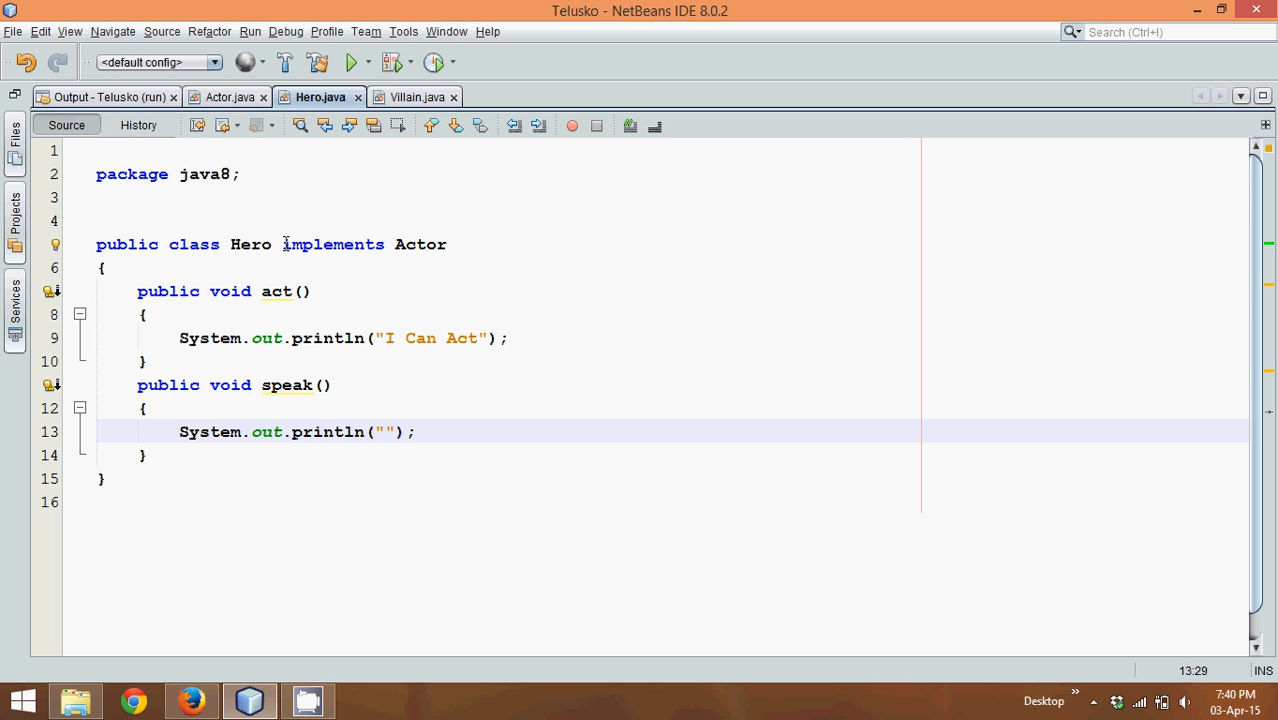 Telusko - NetBeans IDE 8.0.2
File Edit View Navigate Source Refactor Run Debug Profile Team Tools Window Help
Search (Ctrl+I)
<default config>
Output - Telusko (run) Actor.java Hero.java Villain.java
Source History
Files
Projects
Services
1
2 package java8;
3
4
public class Hero implements Actor
6 {
public void act()
8 {
9 System.out.println("I Can Act");
10 }
public void speak()
12 {
13 System.out.println("");
14 }
15 }
16
13:29 INS
Desktop
7:40 PM
03-Apr-15